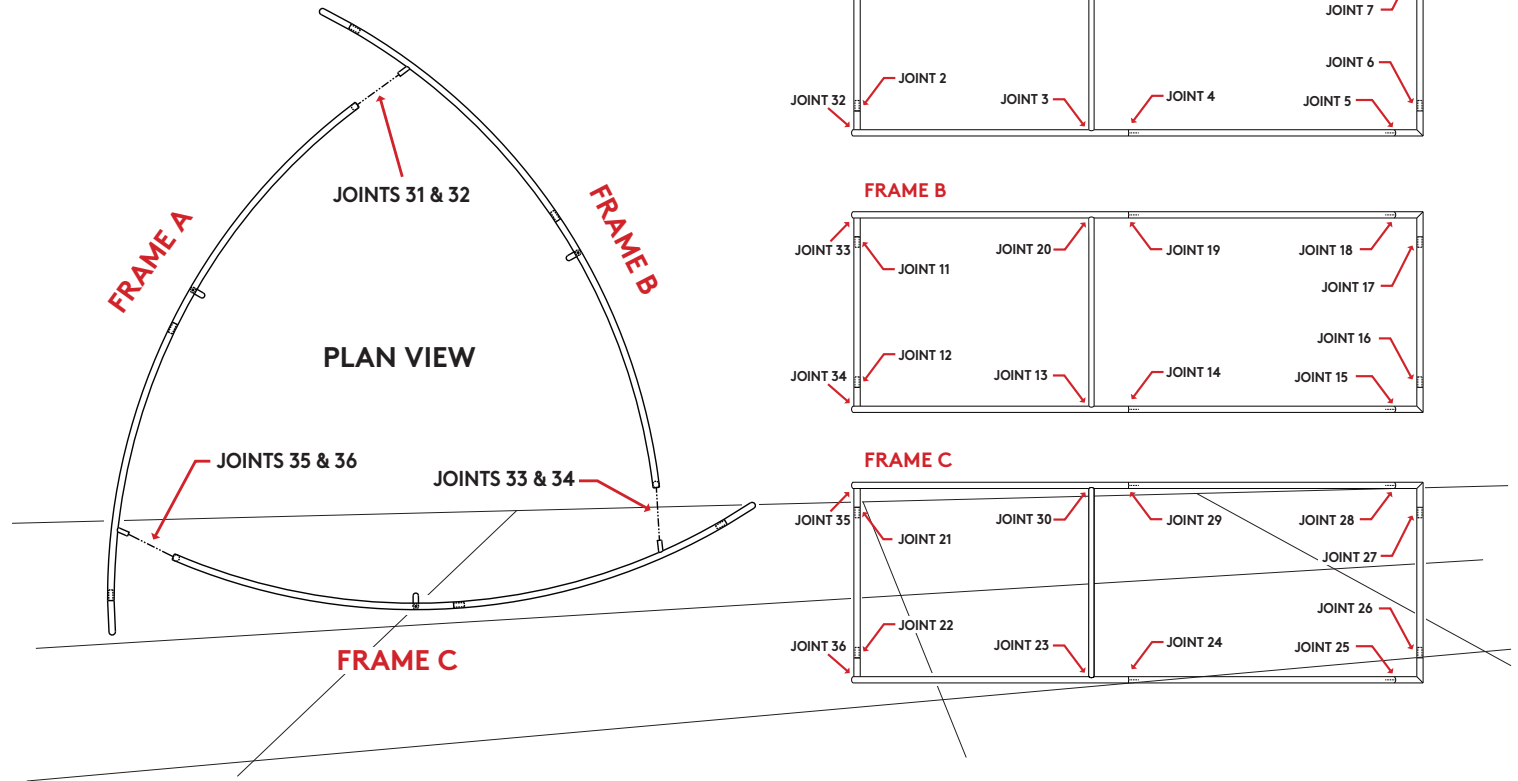 JOINTS 31 & 32
FRAME A
FRAME B
PLAN VIEW
JOINTS 35 & 36
JOINTS 33 & 34
FRAME C
JOINT 7
JOINT 6
JOINT 2
JOINT 32
JOINT 3
JOINT 4
JOINT 5
FRAME B
JOINT 33
JOINT 11
JOINT 20
JOINT 19
JOINT 18
JOINT 17
JOINT 16
JOINT 12
JOINT 34
JOINT 13
JOINT 14
JOINT 15
FRAME C
JOINT 35
JOINT 21
JOINT 30
JOINT 29
JOINT 28
JOINT 27
JOINT 26
JOINT 22
JOINT 36
JOINT 23
JOINT 24
JOINT 25